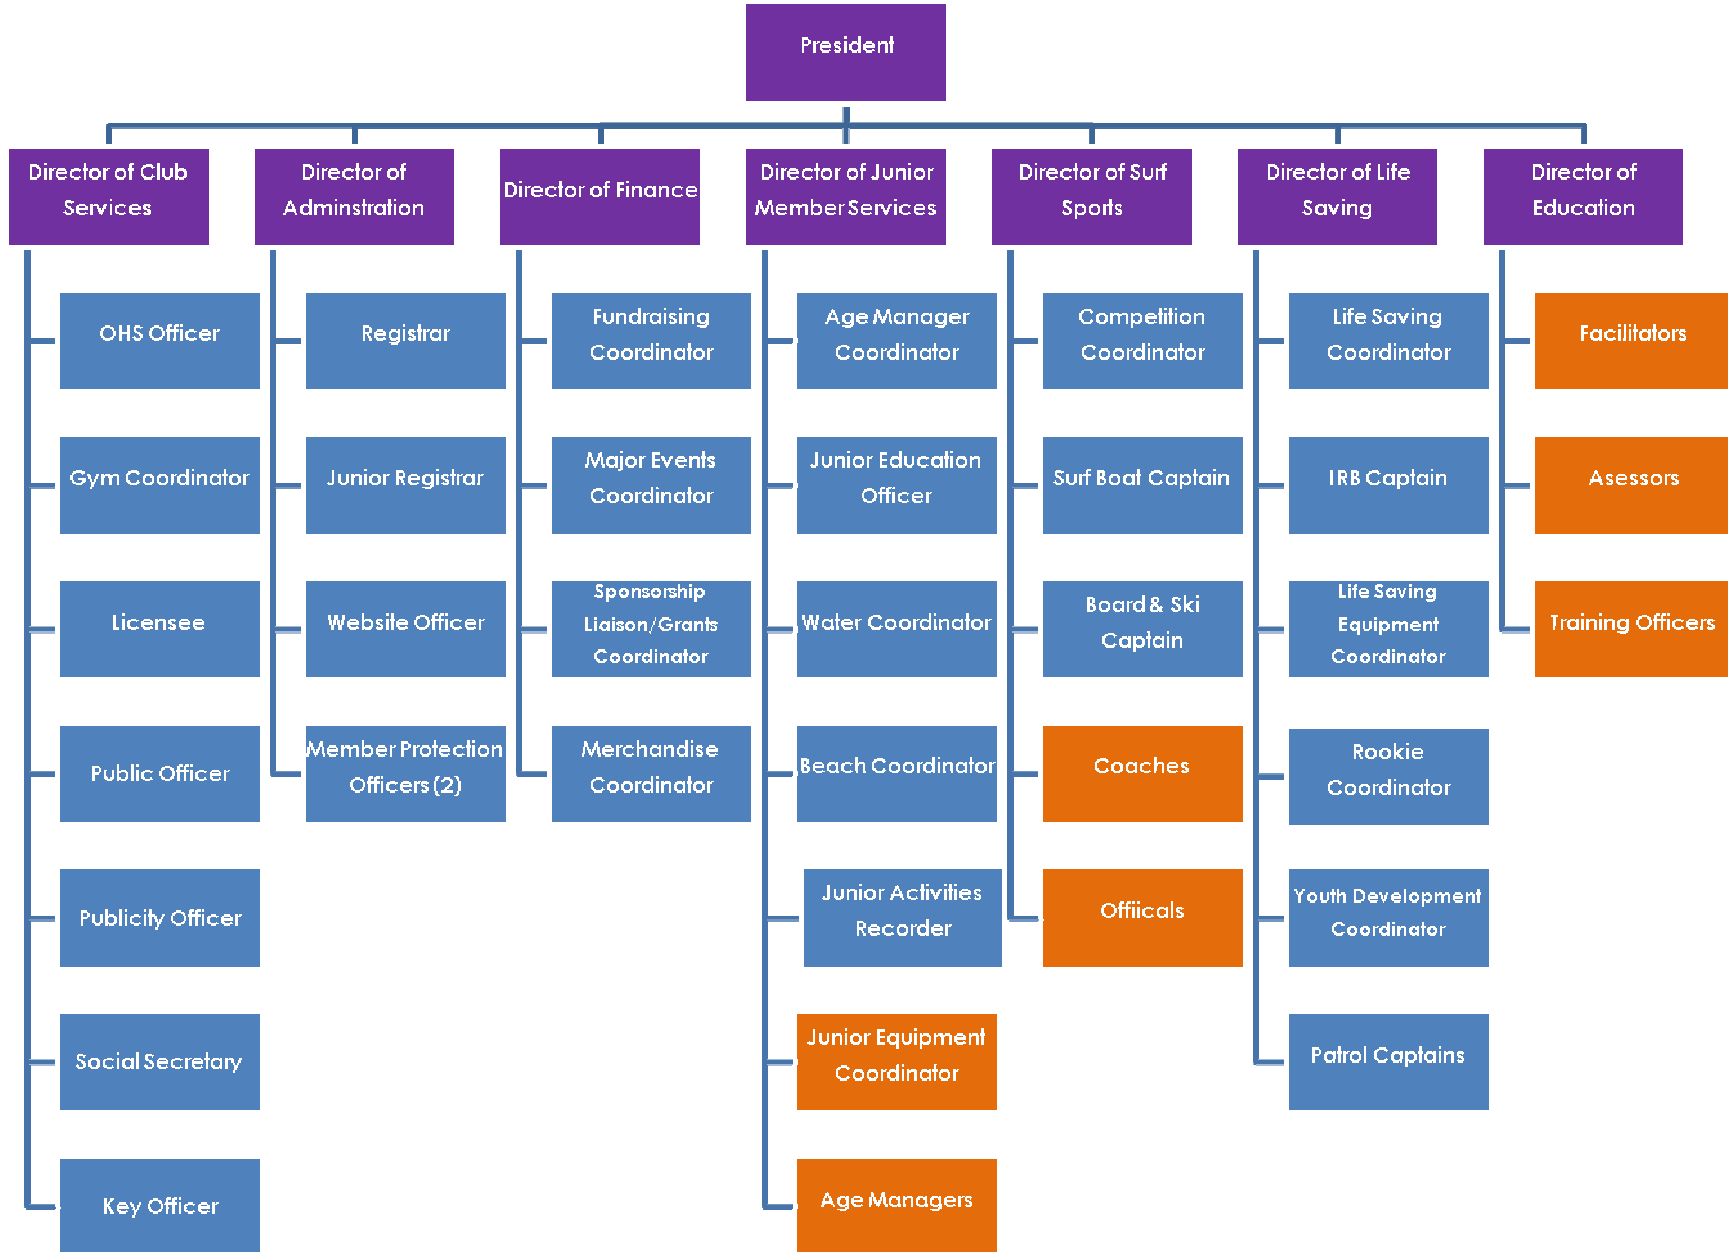 President
Director of Club
Services
Director of
Adminstration
Director of Finance
Director of Junior
Member Services
Director of Surf
Sports
Director of Life
Saving
Director of
Education
OHS Officer
Gym Coordinator
Licensee
Public Officer
Publicity Officer
Social Secretary
Key Officer
Registrar
Junior Registrar
Website Officer
Member Protection
Officers (2)
Fundraising
Coordinator
Major Events
Coordinator
Sponsorship
Liaison/Grants
Coordinator
Merchandise
Coordinator
Age Manager
Coordinator
Junior Education
Officer
Water Coordinator
Beach Coordinator
Junior Activities
Recorder
Junior Equipment
Coordinator
Age Managers
Competition
Coordinator
Surf Boat Captain
Board & Ski
Captain
Coaches
Offiicals
Life Saving
Coordinator
IRB Captain
Life Saving
Equipment
Coordinator
Rookie
Coordinator
Youth Development
Coordinator
Patrol Captains
Facilitators
Asessors
Training Officers